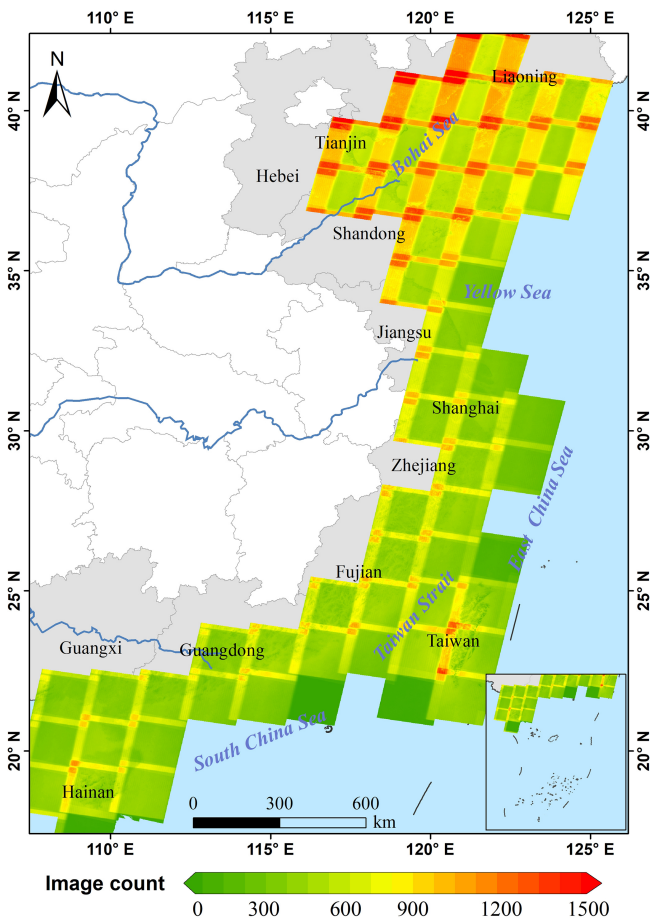 110° E 115° E 120° E 125° E
N
Liaoning
40° N 40° N
Tianjin
Bohai Sea
Hebei
Shandong
35° N 35° N
Yellow Sea
Jiangsu
Shanghai
30° N 30° N
Zhejiang
East China Sea
Fujian
25° N 25° N
Taiwan Strait
Guangxi
Guangdong
Taiwan
South China Sea
20° N 20° N
Hainan
0 300 600
km
110° E 115° E 120° E 125° E
Image count
0 300 600 900 1200 1500